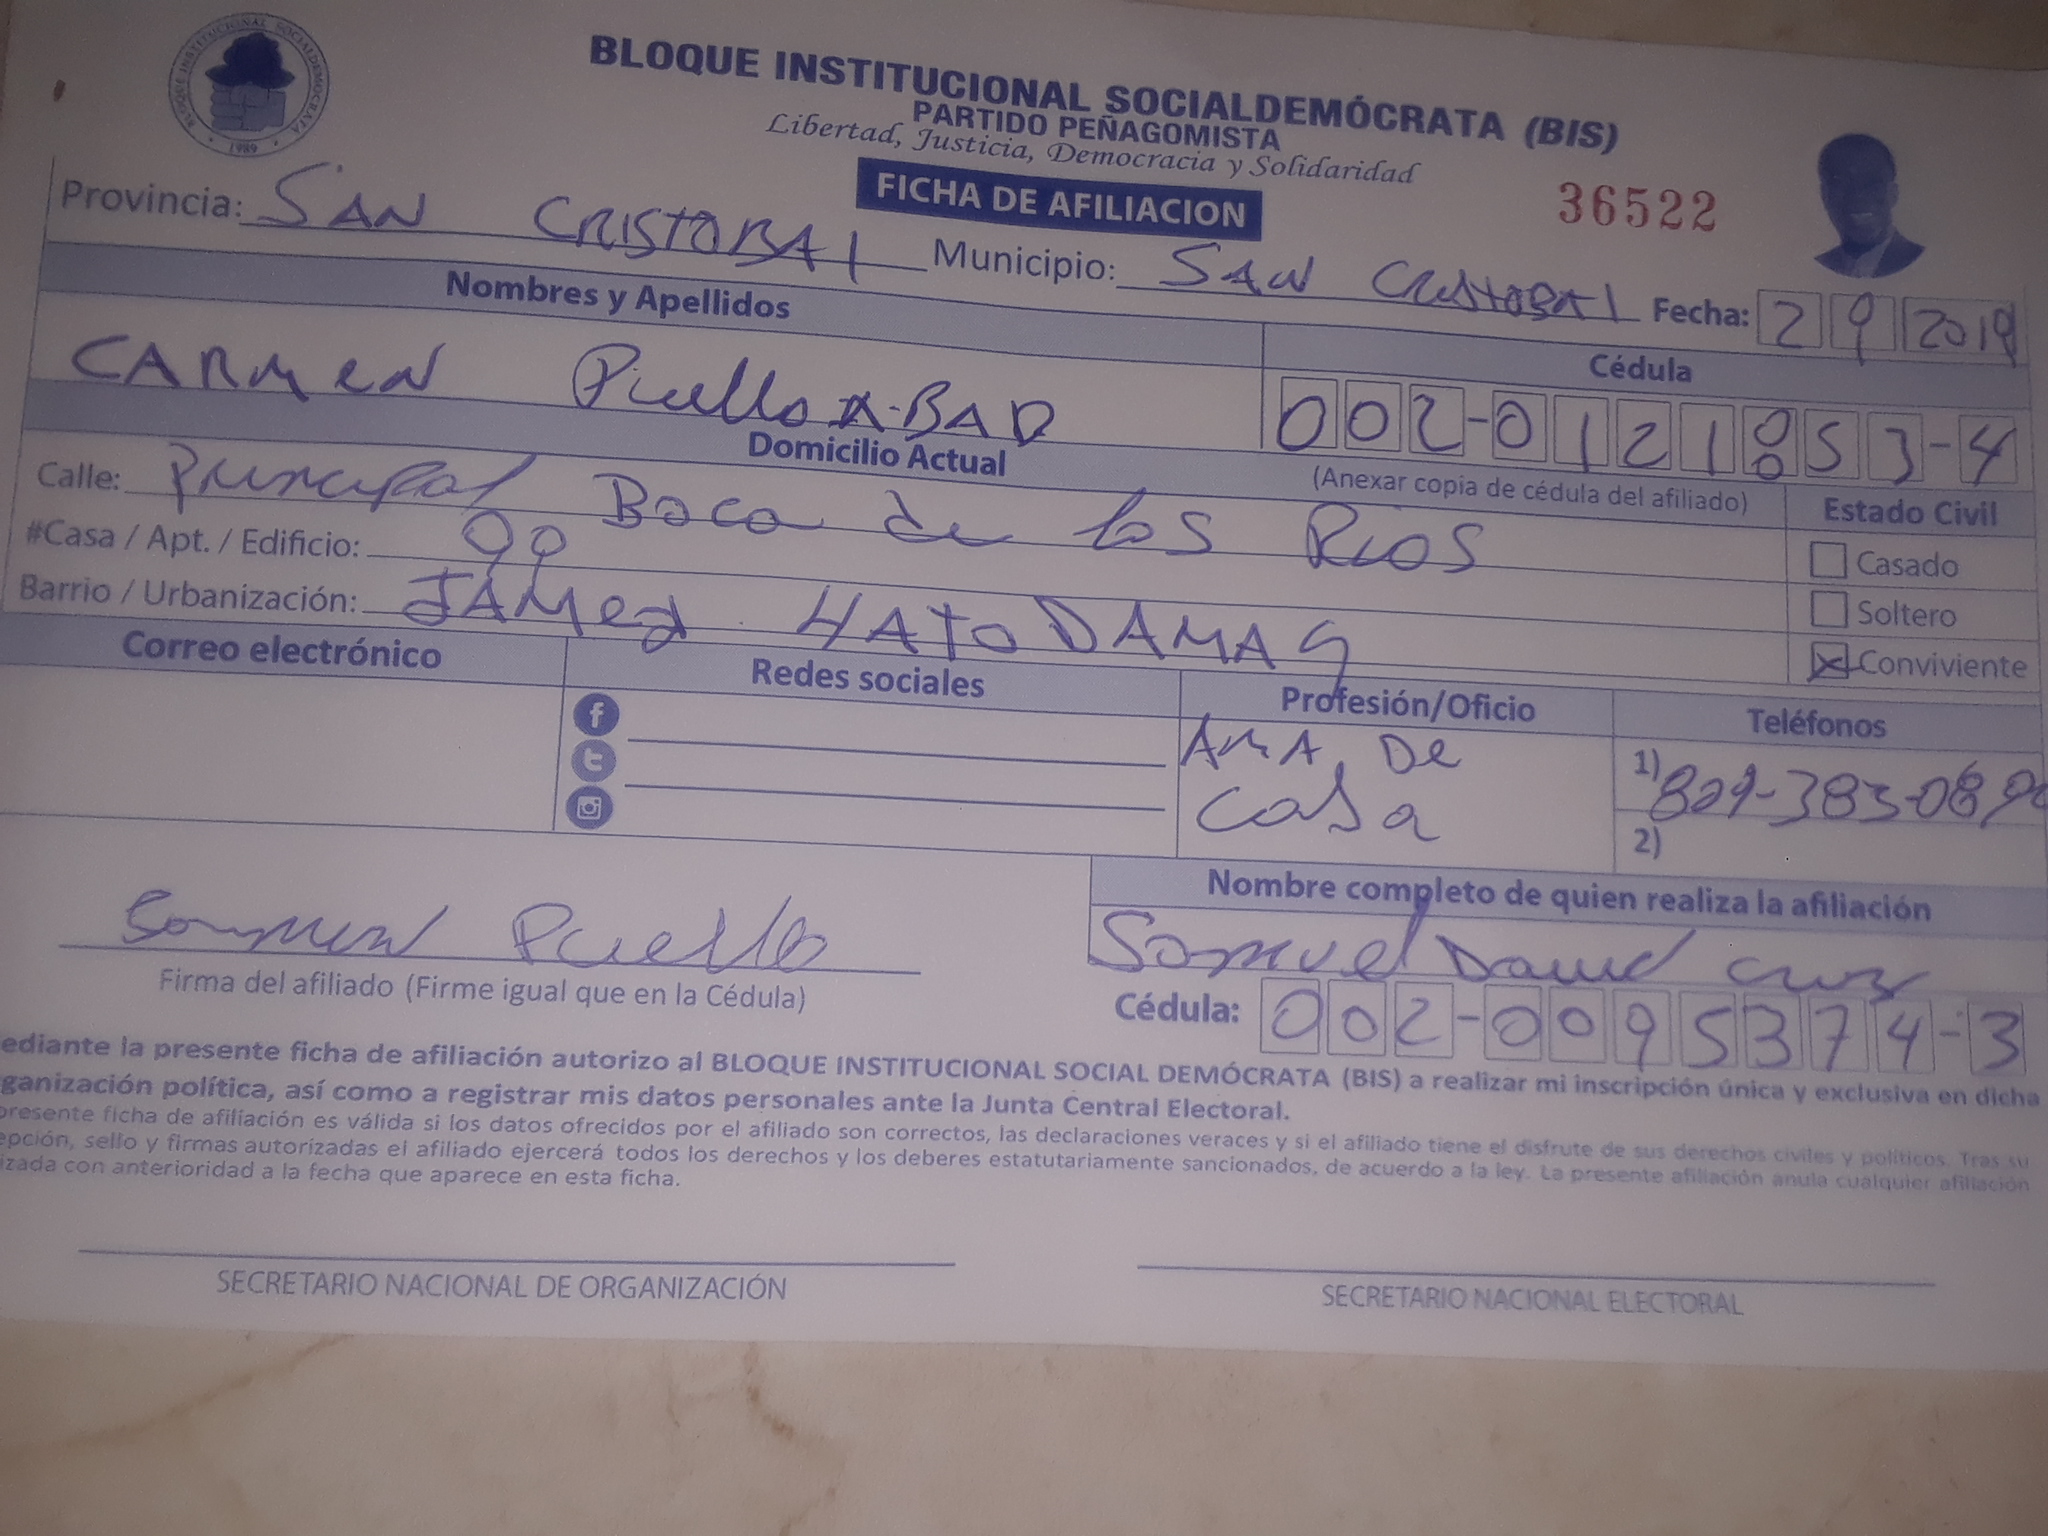 BLOQUE INSTITUCIONAL SOCIALDEMOCRATA
1989
BLOQUE INSTITUCIONAL SOCIALDEMÓCRATA (BIS)
PARTIDO PEÑAGOMISTA
Libertad, Justicia, Democracia y Solidaridad
FICHA DE AFILIACION
36522
Provincia: SAN CRISTOBAl Municipio: SAN CRISTOBAl Fecha: 2 9 2019
Nombres y Apellidos Cédula
CARMEN Puello ABAD 002-0121853-4
Domicilio Actual (Anexar copia de cédula del afiliado) Estado Civil
Calle: Principal Boca de los Rios
Casado
#Casa / Apt. / Edificio: 99
Soltero
Barrio / Urbanización: JAMEY HATO DAMAS
Conviviente
Correo electrónico Redes sociales Profesión/Oficio Teléfonos
AMA DE casa
1) 829-383-089
2)
Nombre completo de quien realiza la afiliación
Puello Samuel David Cruz
Firma del afiliado (Firme igual que en la Cédula) Cédula: 002-0095374-3
ediante la presente ficha de afiliación autorizo al BLOQUE INSTITUCIONAL SOCIAL DEMÓCRATA (BIS) a realizar mi inscripción única y exclusiva en dicha
ganización política, así como a registrar mis datos personales ante la Junta Central Electoral.
presente ficha de afiliación es válida si los datos ofrecidos por el afiliado son correctos, las declaraciones veraces y si el afiliado tiene el disfrute de sus derechos civiles y políticos. Tras su
epción, sello y firmas autorizadas el afiliado ejercerá todos los derechos y los deberes estatutariamente sancionados, de acuerdo a la ley. La presente afiliación anula cualquier afiliación
izada con anterioridad a la fecha que aparece en esta ficha.
SECRETARIO NACIONAL DE ORGANIZACIÓN SECRETARIO NACIONAL ELECTORAL